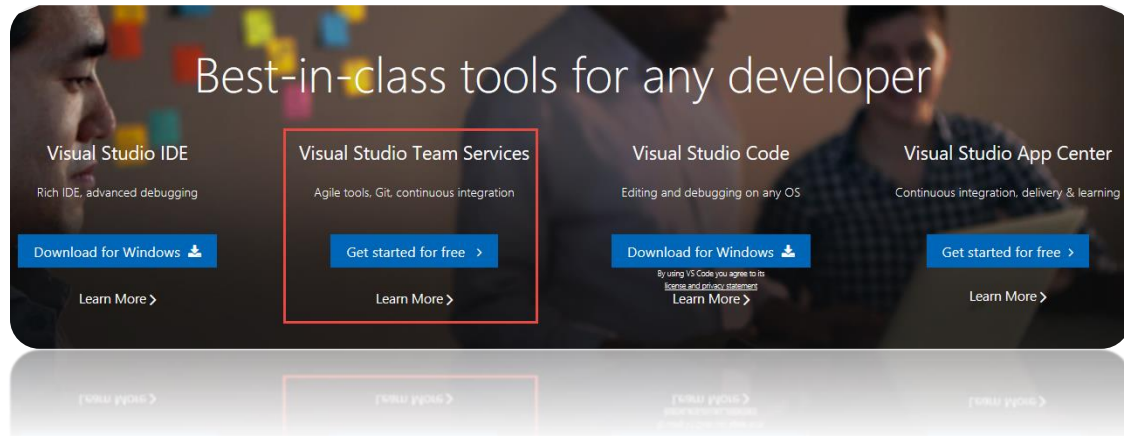 Best-in-class tools for any developer
Visual Studio IDE
Rich IDE, advanced debugging
Download for Windows
Learn More
Visual Studio Team Services
Agile tools, Git, continuous integration
Get started for free >
Learn More >
Visual Studio Code
Editing and debugging on any OS
Download for Windows
By using VS Code you agree to its
license and privacy statement
Learn More >
Visual Studio App Center
Continuous integration, delivery & learning
Get started for free >
Learn More >